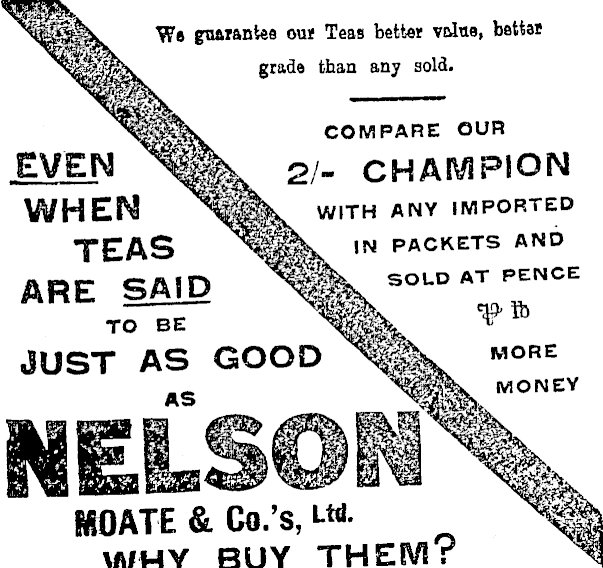 We guarantee our Teas better value, better
grade than any sold.
COMPARE OUR
2/- CHAMPION
WITH ANY IMPORTED
IN PACKETS AND
SOLD AT PENCE
⅌ ℔
MORE
MONEY
EVEN
WHEN
TEAS
ARE SAID
TO BE
JUST AS GOOD
AS
NELSON
MOATE & Co.'s, Ltd.
WHY BUY THEM?